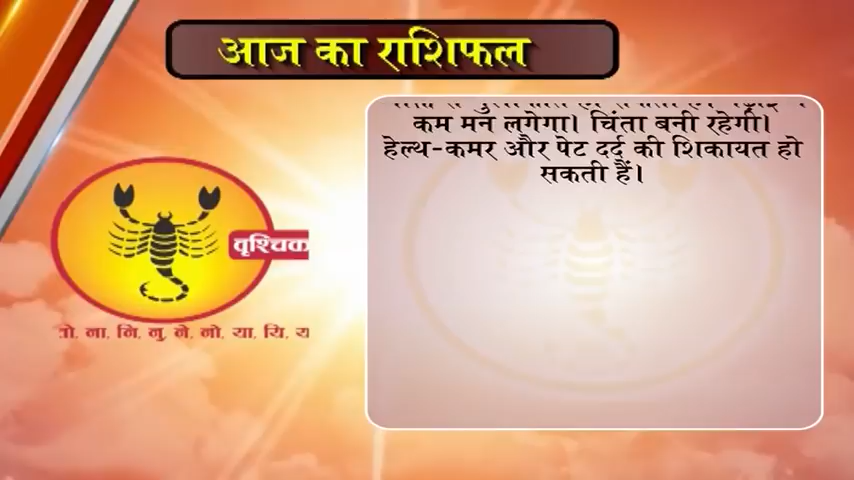 आज का राशिफल
कम मन लगेगा। चिंता बनी रहेगी।
हेल्थ-कमर और पेट दर्द की शिकायत हो
सकती हैं।
वृश्चिक
ना, नि, नु, ने, नो, या, यि,